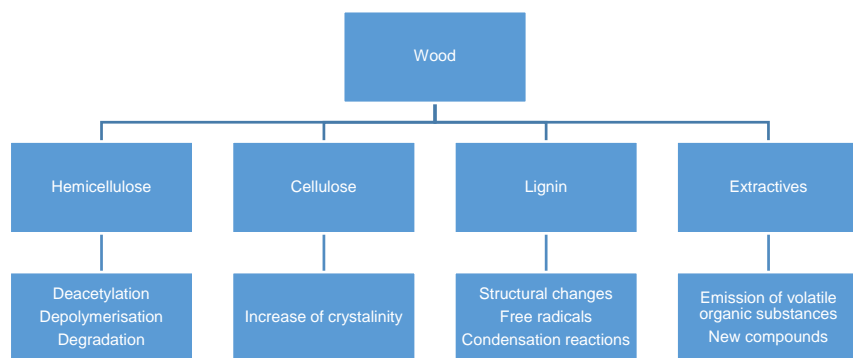 Wood
Hemicellulose
Cellulose
Lignin
Extractives
Deacetylation
Depolymerisation
Degradation
Increase of crystalinity
Structural changes
Free radicals
Condensation reactions
Emission of volatile
organic substances
New compounds